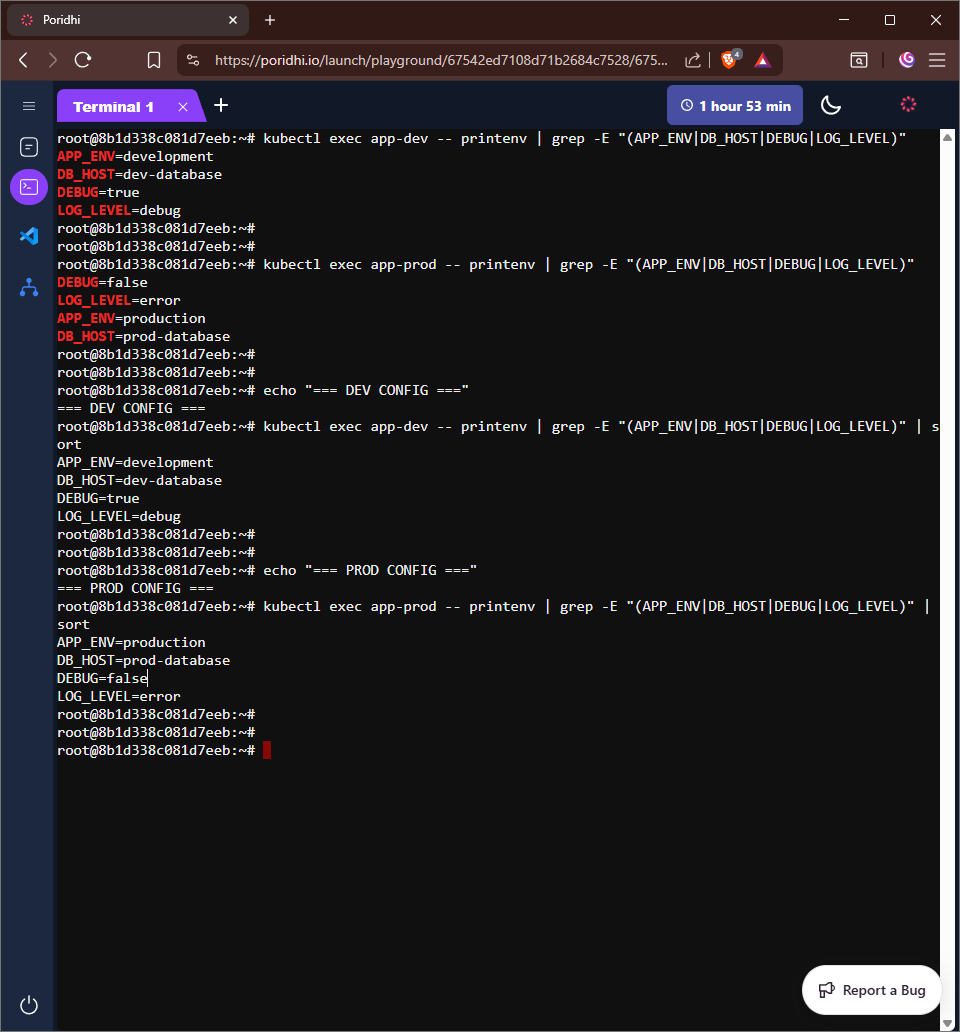 Poridhi
https://poridhi.io/launch/playground/67542ed7108d71b2684c7528/675...
4
Terminal 1
1 hour 53 min
root@8b1d338c081d7eeb:~# kubectl exec app-dev -- printenv | grep -E "(APP_ENV|DB_HOST|DEBUG|LOG_LEVEL)"
APP_ENV=development
DB_HOST=dev-database
DEBUG=true
LOG_LEVEL=debug
root@8b1d338c081d7eeb:~#
root@8b1d338c081d7eeb:~#
root@8b1d338c081d7eeb:~# kubectl exec app-prod -- printenv | grep -E "(APP_ENV|DB_HOST|DEBUG|LOG_LEVEL)"
DEBUG=false
LOG_LEVEL=error
APP_ENV=production
DB_HOST=prod-database
root@8b1d338c081d7eeb:~#
root@8b1d338c081d7eeb:~#
root@8b1d338c081d7eeb:~# echo "=== DEV CONFIG ==="
=== DEV CONFIG ===
root@8b1d338c081d7eeb:~# kubectl exec app-dev -- printenv | grep -E "(APP_ENV|DB_HOST|DEBUG|LOG_LEVEL)" | s
ort
APP_ENV=development
DB_HOST=dev-database
DEBUG=true
LOG_LEVEL=debug
root@8b1d338c081d7eeb:~#
root@8b1d338c081d7eeb:~#
root@8b1d338c081d7eeb:~# echo "=== PROD CONFIG ==="
=== PROD CONFIG ===
root@8b1d338c081d7eeb:~# kubectl exec app-prod -- printenv | grep -E "(APP_ENV|DB_HOST|DEBUG|LOG_LEVEL)" |
sort
APP_ENV=production
DB_HOST=prod-database
DEBUG=false
LOG_LEVEL=error
root@8b1d338c081d7eeb:~#
root@8b1d338c081d7eeb:~#
root@8b1d338c081d7eeb:~#
Report a Bug